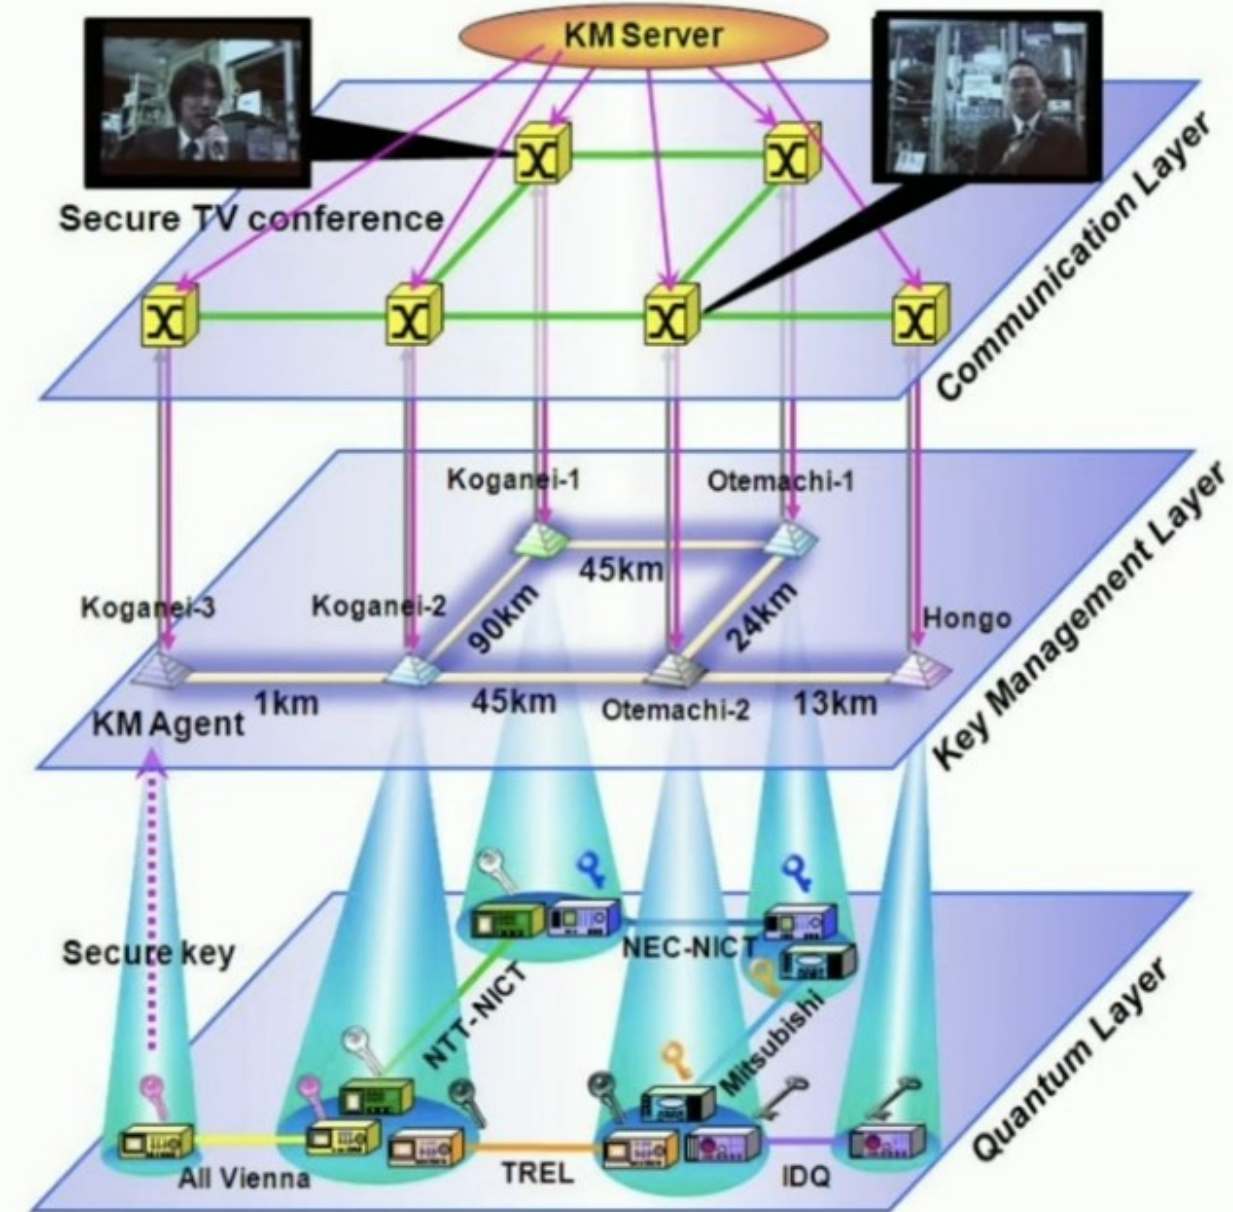 KM Server
Secure TV conference
Communication Layer
Koganei-1
Otemachi-1
45km
Koganei-3
Koganei-2
90km
24km
Hongo
1km
45km
Otemachi-2
13km
KM Agent
Key Management Layer
Secure key
NEC-NICT
NTT-NICT
Mitsubishi
All Vienna
TREL
IDQ
Quantum Layer